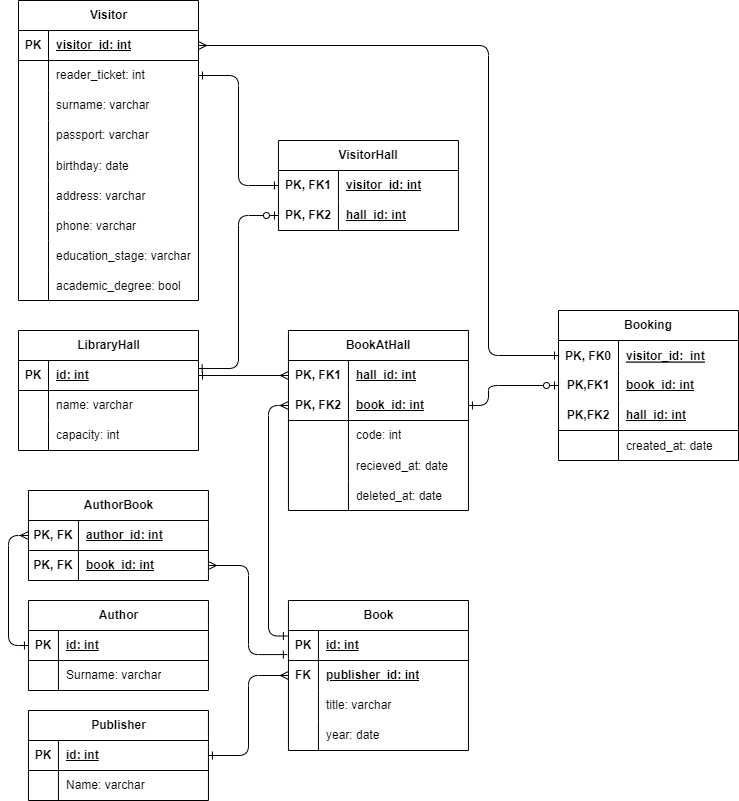 Visitor
PK visitor_id: int
reader_ticket: int
surname: varchar
passport: varchar
birthday: date
address: varchar
phone: varchar
education_stage: varchar
academic_degree: bool
VisitorHall
PK, FK1 visitor_id: int
PK, FK2 hall_id: int
LibraryHall
PK id: int
name: varchar
capacity: int
BookAtHall
PK, FK1 hall_id: int
PK, FK2 book_id: int
code: int
recieved_at: date
deleted_at: date
Booking
PK, FK0 visitor_id: int
PK,FK1 book_id: int
PK,FK2 hall_id: int
created_at: date
AuthorBook
PK, FK author_id: int
PK, FK book_id: int
Author
PK id: int
Surname: varchar
Book
PK id: int
FK publisher_id: int
title: varchar
year: date
Publisher
PK id: int
Name: varchar